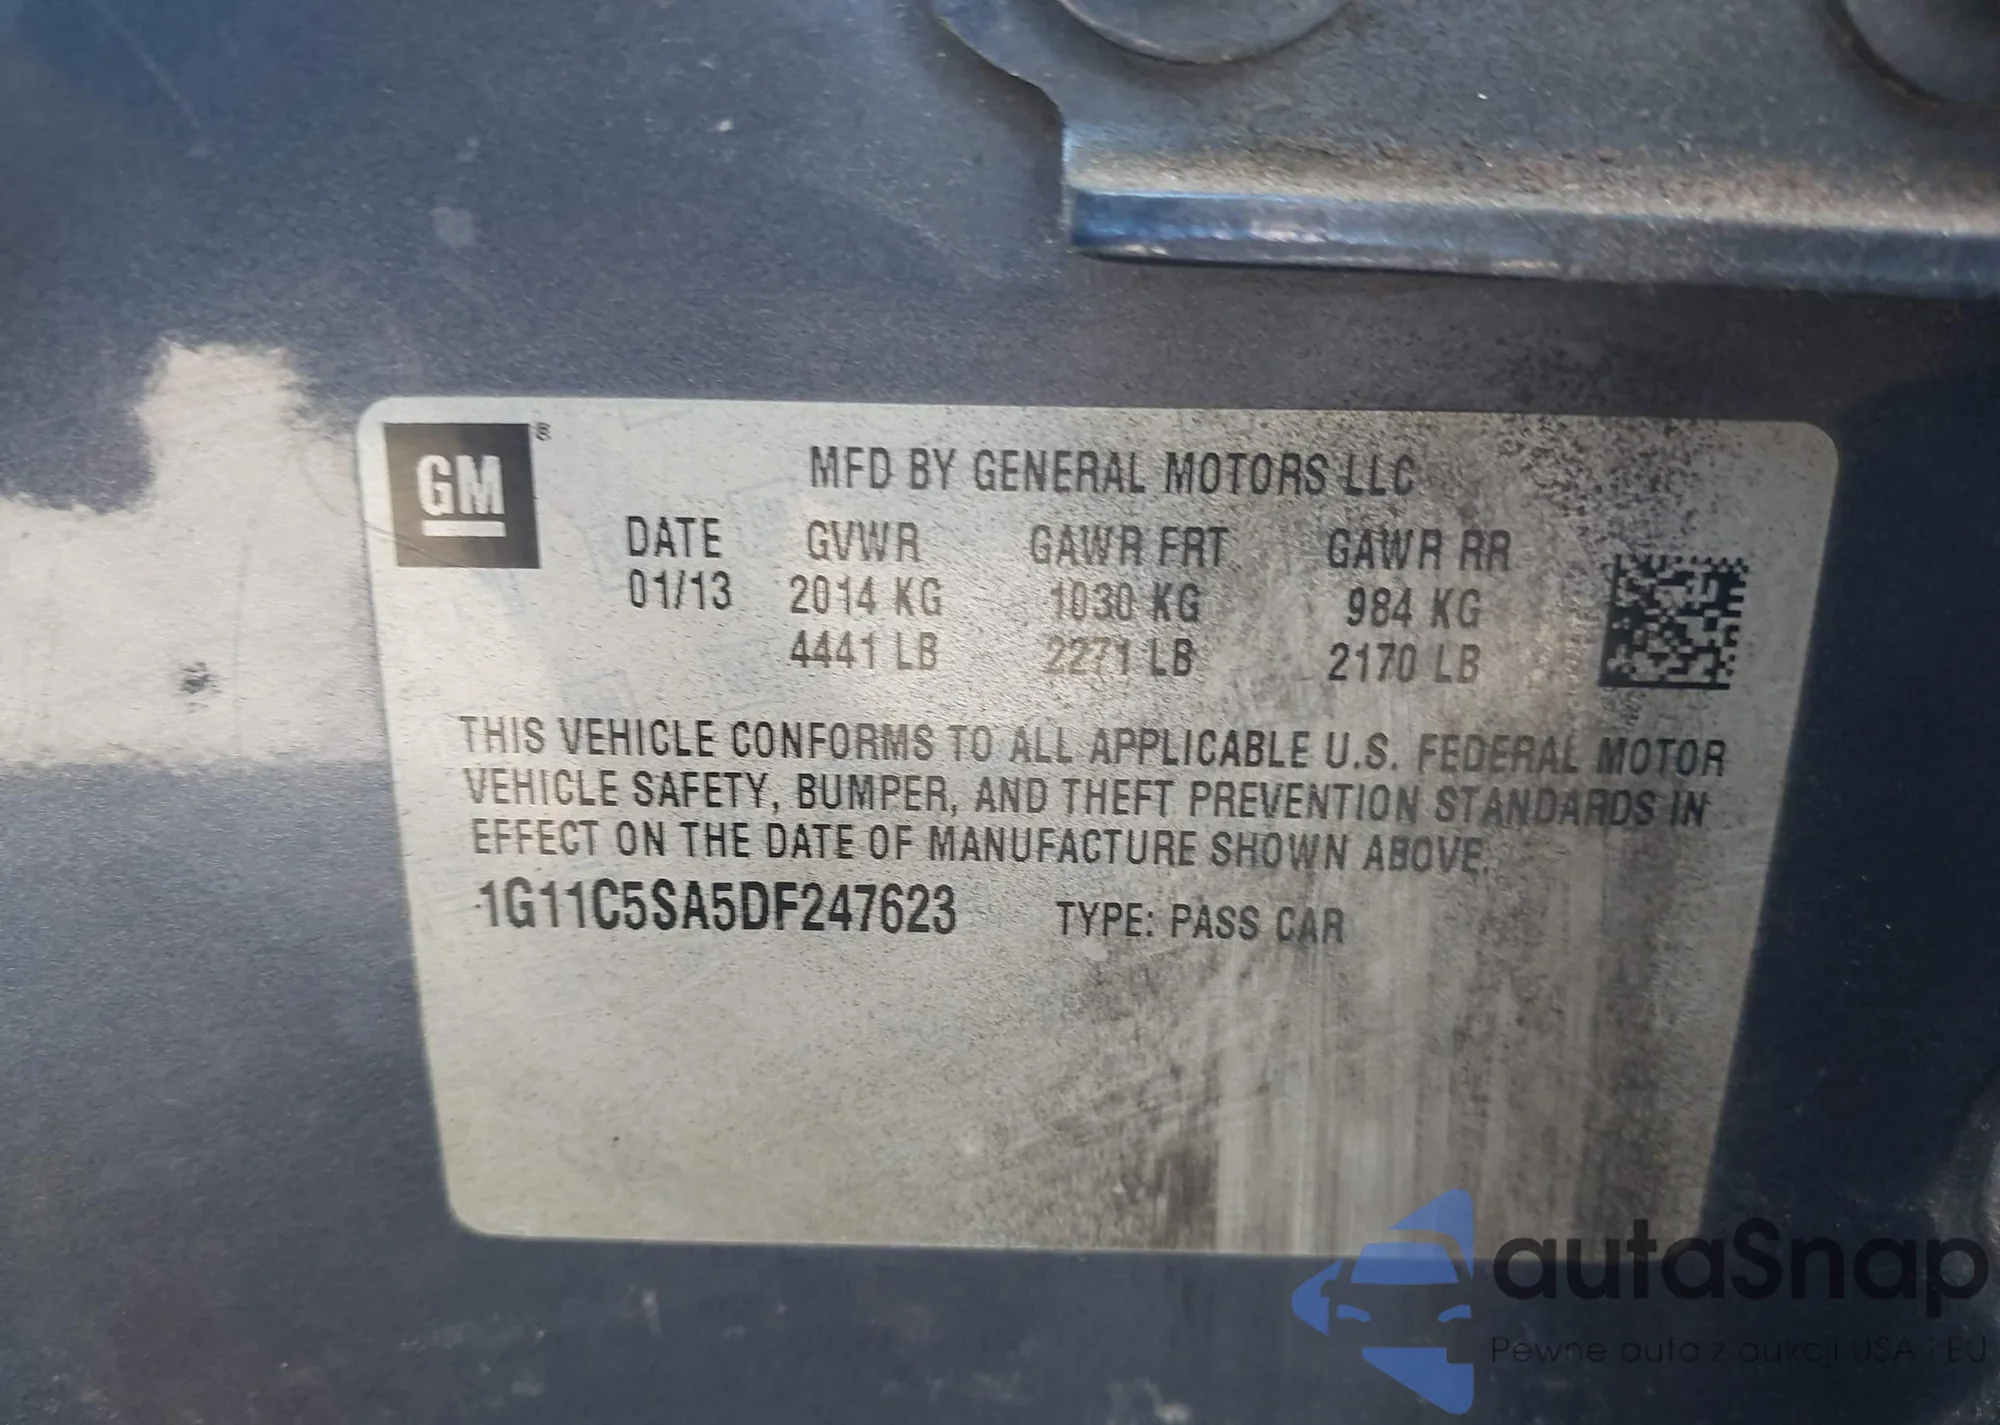 GM ®
MFD BY GENERAL MOTORS LLC
DATE GVWR GAWR FRT GAWR RR
01/13 2014 KG 1030 KG 984 KG
4441 LB 2271 LB 2170 LB
THIS VEHICLE CONFORMS TO ALL APPLICABLE U.S. FEDERAL MOTOR
VEHICLE SAFETY, BUMPER, AND THEFT PREVENTION STANDARDS IN
EFFECT ON THE DATE OF MANUFACTURE SHOWN ABOVE.
1G11C5SA5DF247623 TYPE: PASS CAR
autaSnap
Pewne auta z aukcji USA i EU